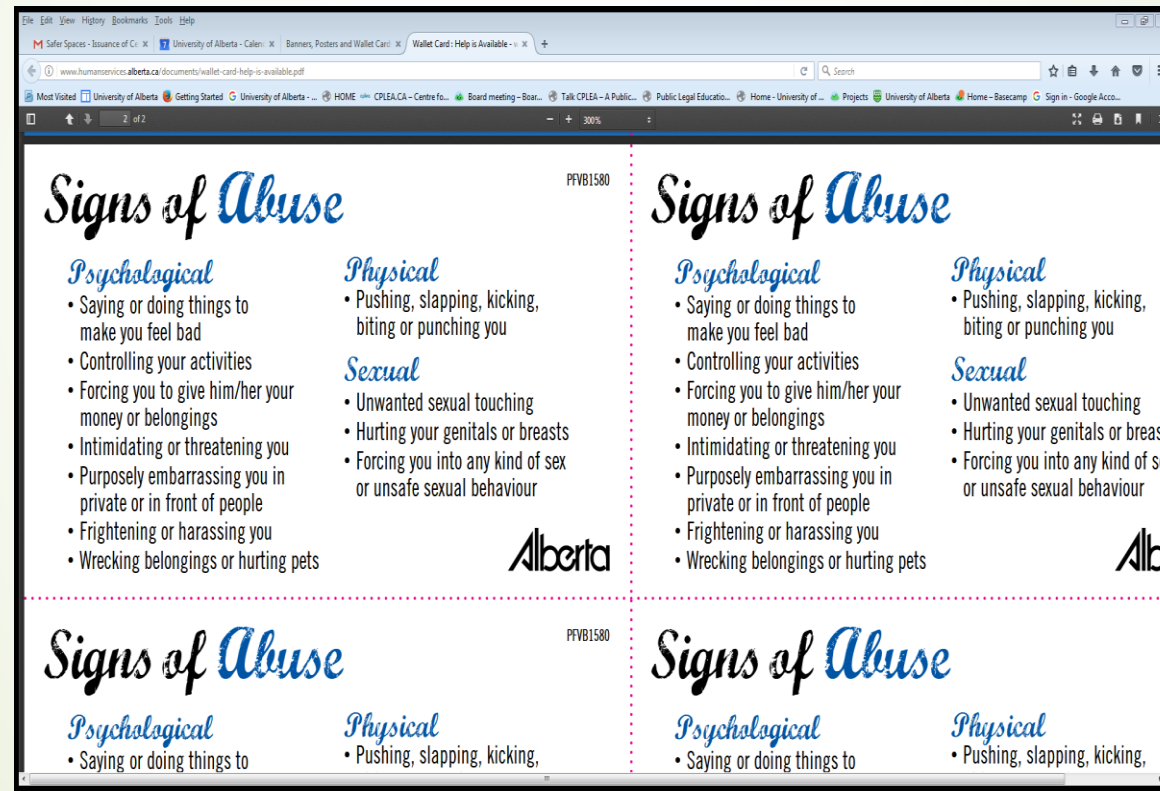 File Edit View History Bookmarks Tools Help
Safer Spaces - Issuance of Ce x 7 University of Alberta - Calend x Banners, Posters and Wallet Card x Wallet Card : Help is Available - x +
www.humanservices.alberta.ca/documents/wallet-card-help-is-available.pdf Search
Most Visited University of Alberta Getting Started University of Alberta - ... HOME CPLEA.CA – Centre fo... Board meeting – Boar... Talk CPLEA – A Public... Public Legal Educatio... Home - University of ... Projects University of Alberta Home – Basecamp Sign in - Google Acco...
2 of 2 − + 300%
Signs of Abuse
PFVB1580
Psychological
• Saying or doing things to
make you feel bad
• Controlling your activities
• Forcing you to give him/her your
money or belongings
• Intimidating or threatening you
• Purposely embarrassing you in
private or in front of people
• Frightening or harassing you
• Wrecking belongings or hurting pets
Physical
• Pushing, slapping, kicking,
biting or punching you
Sexual
• Unwanted sexual touching
• Hurting your genitals or breasts
• Forcing you into any kind of sex
or unsafe sexual behaviour
Alberta
Signs of Abuse
Psychological
• Saying or doing things to
make you feel bad
• Controlling your activities
• Forcing you to give him/her your
money or belongings
• Intimidating or threatening you
• Purposely embarrassing you in
private or in front of people
• Frightening or harassing you
• Wrecking belongings or hurting pets
Physical
• Pushing, slapping, kicking,
biting or punching you
Sexual
• Unwanted sexual touching
• Hurting your genitals or breas
• Forcing you into any kind of s
or unsafe sexual behaviour
Alb
Signs of Abuse
PFVB1580
Psychological
• Saying or doing things to
Physical
• Pushing, slapping, kicking,
Signs of Abuse
Psychological
• Saying or doing things to
Physical
• Pushing, slapping, kicking,